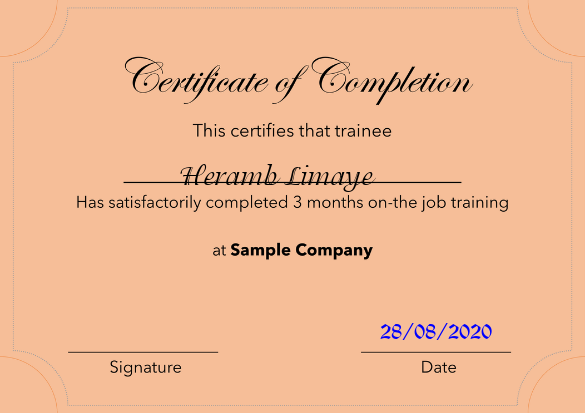 Certificate of Completion
This certifies that trainee
Heramb Limaye
Has satisfactorily completed 3 months on-the job training
at Sample Company
28/08/2020
Signature Date